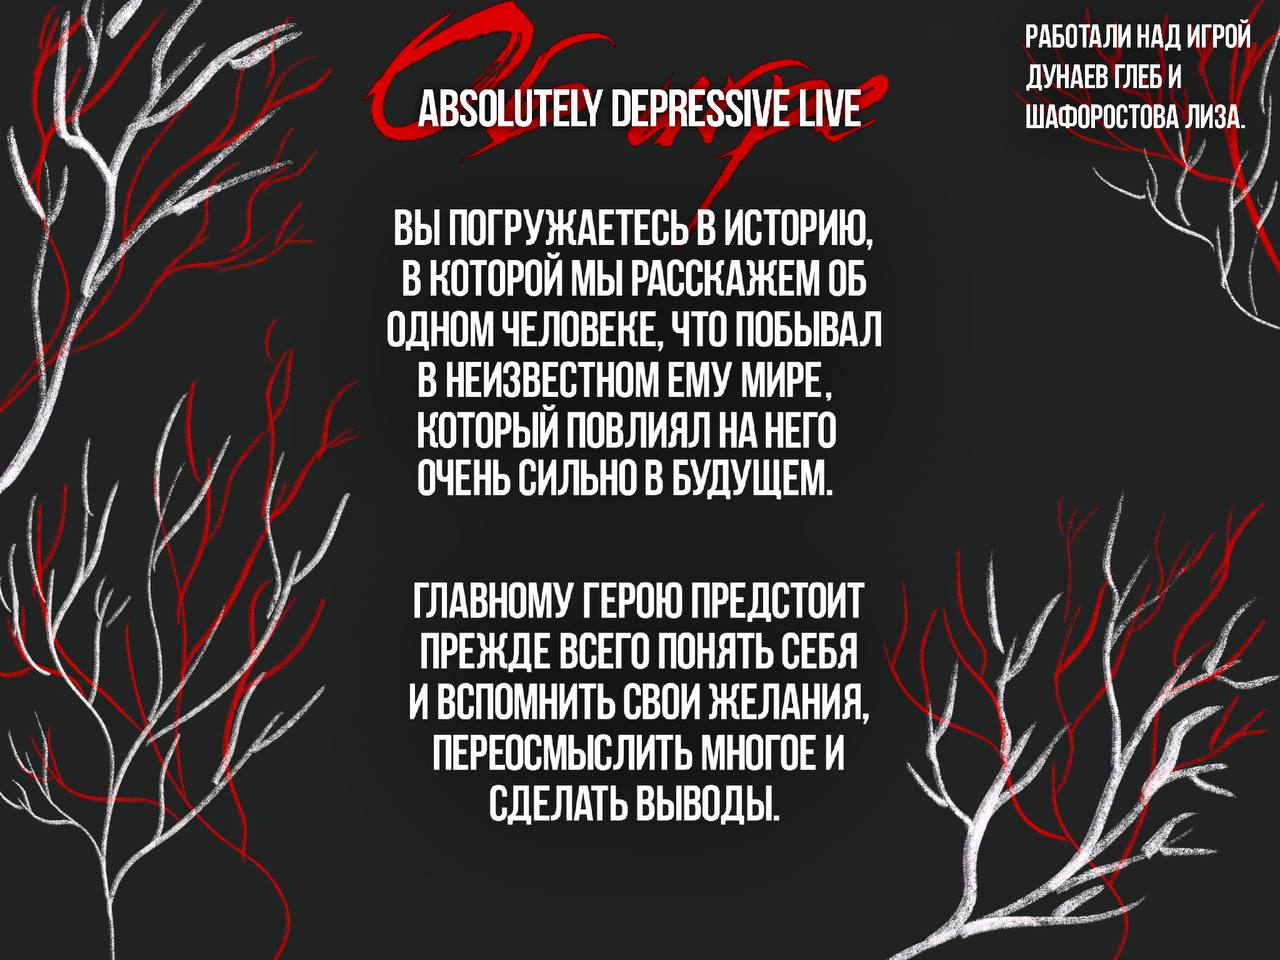 Об игре
ABSOLUTELY DEPRESSIVE LIVE
РАБОТАЛИ НАД ИГРОЙ
ДУНАЕВ ГЛЕБ И
ШАФОРОСТОВА ЛИЗА.
ВЫ ПОГРУЖАЕТЕСЬ В ИСТОРИЮ,
В КОТОРОЙ МЫ РАССКАЖЕМ ОБ
ОДНОМ ЧЕЛОВЕКЕ, ЧТО ПОБЫВАЛ
В НЕИЗВЕСТНОМ ЕМУ МИРЕ,
КОТОРЫЙ ПОВЛИЯЛ НА НЕГО
ОЧЕНЬ СИЛЬНО В БУДУЩЕМ.
ГЛАВНОМУ ГЕРОЮ ПРЕДСТОИТ
ПРЕЖДЕ ВСЕГО ПОНЯТЬ СЕБЯ
И ВСПОМНИТЬ СВОИ ЖЕЛАНИЯ,
ПЕРЕОСМЫСЛИТЬ МНОГОЕ И
СДЕЛАТЬ ВЫВОДЫ.